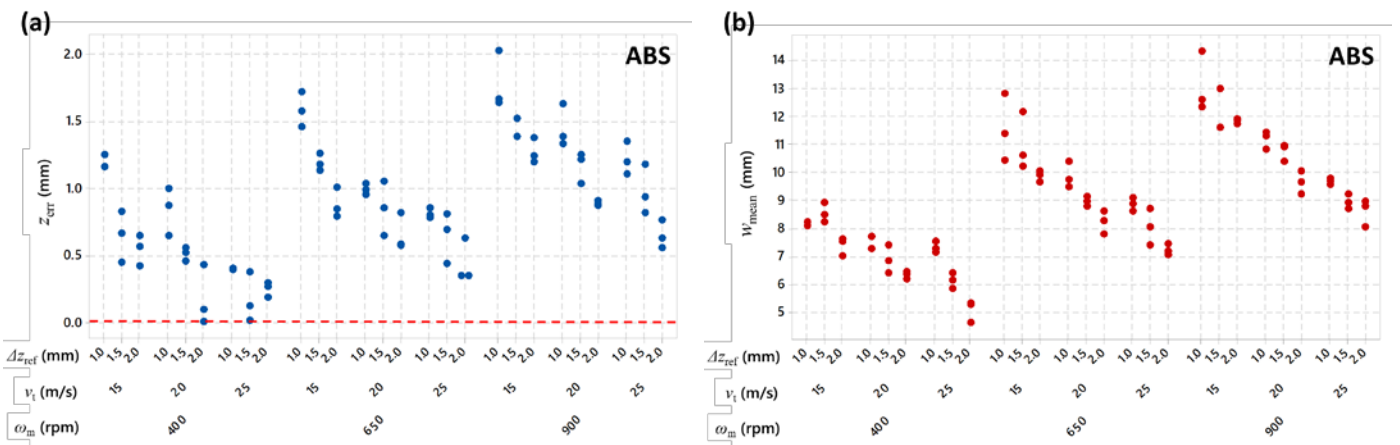 (a)
ABS
2.0
1.5
1.0
0.5
0.0
z_err (mm)
Δz_ref (mm) 1.0 1.5 2.0 1.0 1.5 2.0 1.0 1.5 2.0 1.0 1.5 2.0 1.0 1.5 2.0 1.0 1.5 2.0 1.0 1.5 2.0 1.0 1.5 2.0 1.0 1.5 2.0
v_t (m/s) 15 20 25 15 20 25 15 20 25
ω_m (rpm) 400 650 900
(b)
ABS
14
13
12
11
10
9
8
7
6
5
w_mean (mm)
Δz_ref (mm) 1.0 1.5 2.0 1.0 1.5 2.0 1.0 1.5 2.0 1.0 1.5 2.0 1.0 1.5 2.0 1.0 1.5 2.0 1.0 1.5 2.0 1.0 1.5 2.0 1.0 1.5 2.0
v_t (m/s) 15 20 25 15 20 25 15 20 25
ω_m (rpm) 400 650 900